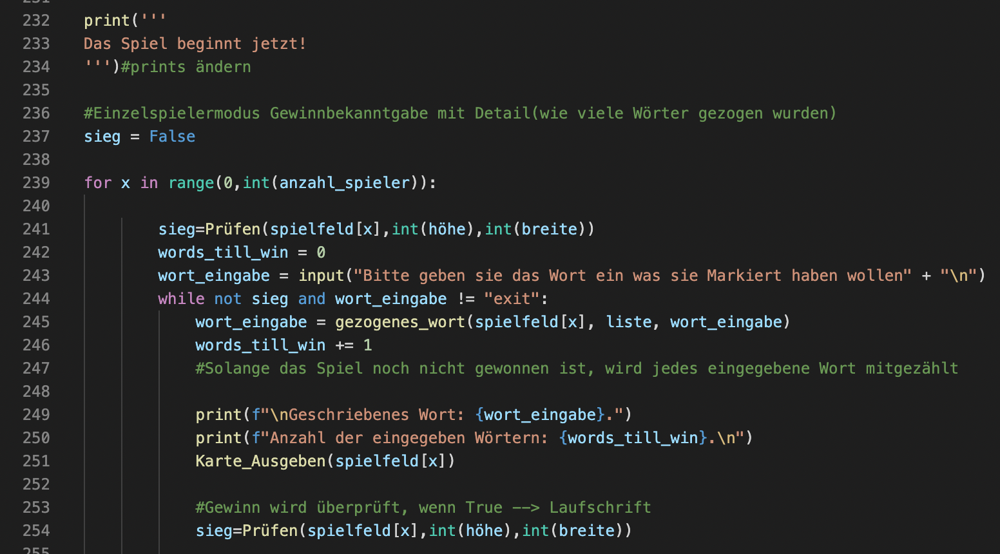 231
232 print('''
233 Das Spiel beginnt jetzt!
234 ''')#prints ändern
235
236 #Einzelspielermodus Gewinnbekanntgabe mit Detail(wie viele Wörter gezogen wurden)
237 sieg = False
238
239 for x in range(0,int(anzahl_spieler)):
240
241 sieg=Prüfen(spielfeld[x],int(höhe),int(breite))
242 words_till_win = 0
243 wort_eingabe = input("Bitte geben sie das Wort ein was sie Markiert haben wollen" + "\n")
244 while not sieg and wort_eingabe != "exit":
245 wort_eingabe = gezogenes_wort(spielfeld[x], liste, wort_eingabe)
246 words_till_win += 1
247 #Solange das Spiel noch nicht gewonnen ist, wird jedes eingegebene Wort mitgezählt
248
249 print(f"\nGeschriebenes Wort: {wort_eingabe}.")
250 print(f"Anzahl der eingegeben Wörtern: {words_till_win}.\n")
251 Karte_Ausgeben(spielfeld[x])
252
253 #Gewinn wird überprüft, wenn True --> Laufschrift
254 sieg=Prüfen(spielfeld[x],int(höhe),int(breite))
255